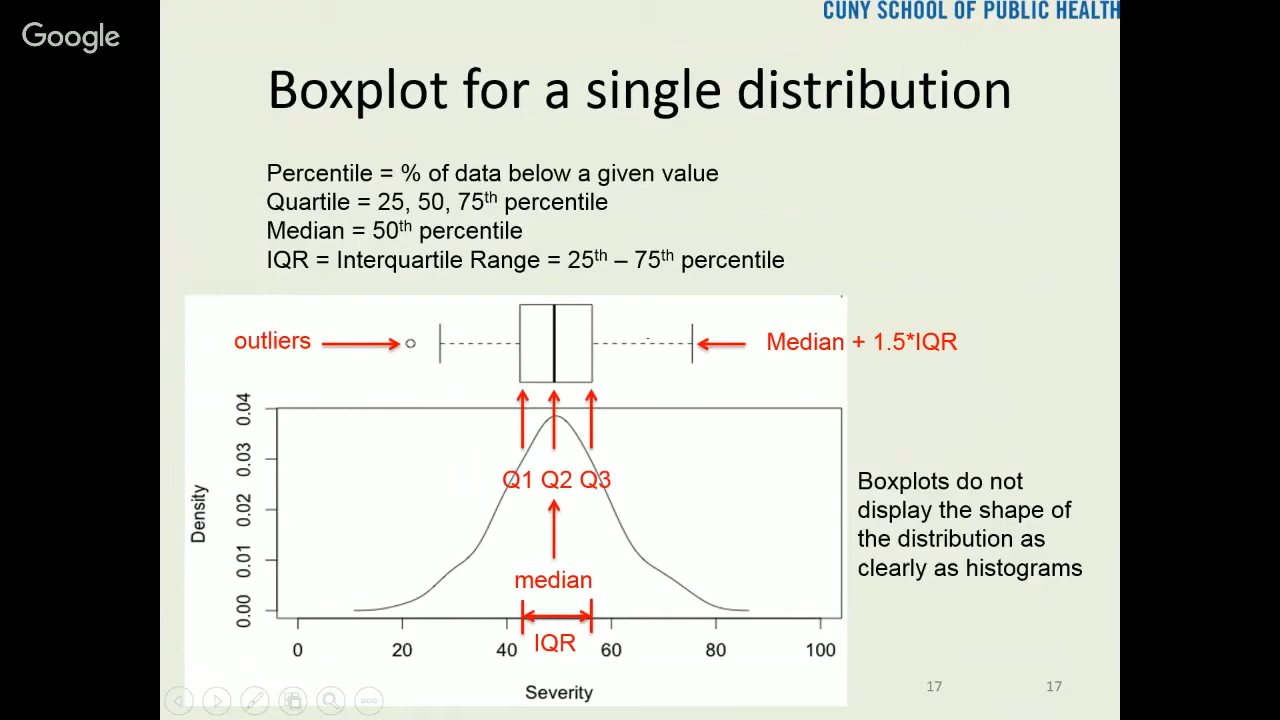 CUNY SCHOOL OF PUBLIC HEALTH
Google
Boxplot for a single distribution
Percentile = % of data below a given value
Quartile = 25, 50, 75th percentile
Median = 50th percentile
IQR = Interquartile Range = 25th – 75th percentile
outliers
Median + 1.5*IQR
0.04
0.03
0.02
0.01
0.00
Density
Q1 Q2 Q3
median
IQR
0 20 40 60 80 100
Severity
Boxplots do not
display the shape of
the distribution as
clearly as histograms
17 17